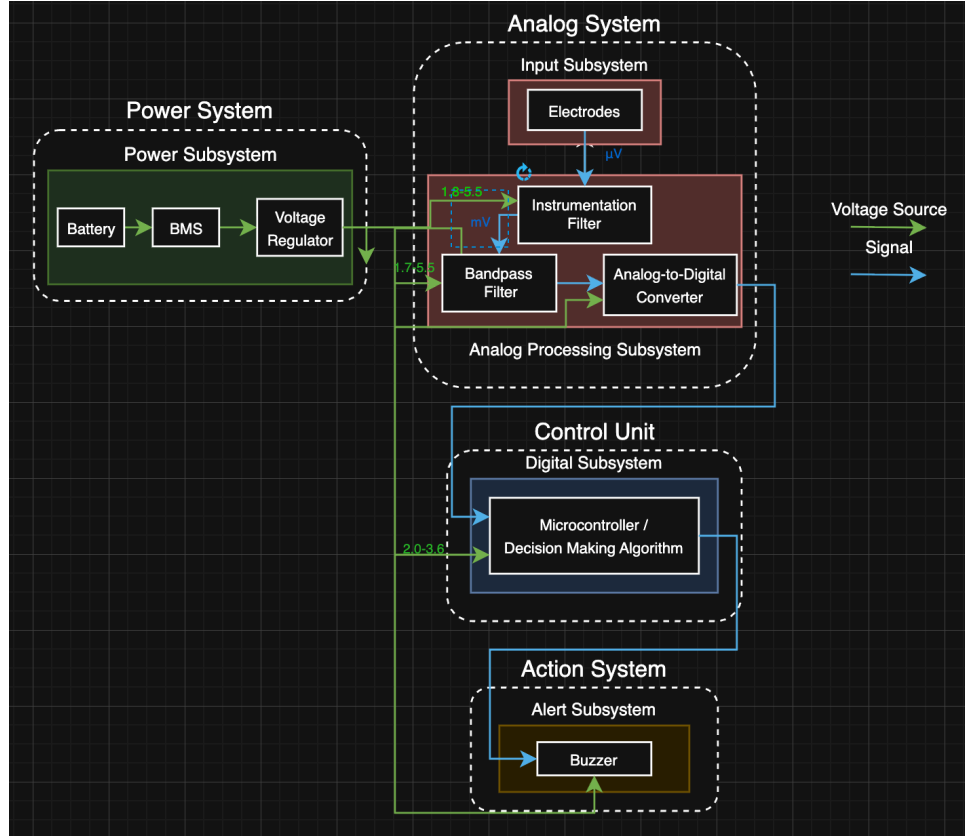 Analog System
Input Subsystem
Electrodes
µV
Power System
Power Subsystem
Battery
BMS
Voltage
Regulator
1.8-5.5
Instrumentation
Filter
mV
1.7-5.5
Bandpass
Filter
Analog-to-Digital
Converter
Analog Processing Subsystem
Voltage Source
Signal
Control Unit
Digital Subsystem
Microcontroller /
Decision Making Algorithm
2.0-3.6
Action System
Alert Subsystem
Buzzer